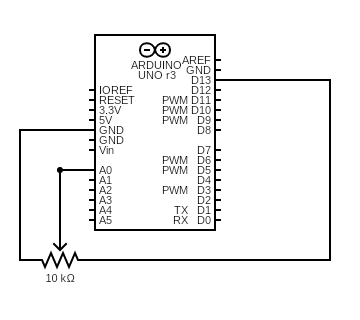 ARDUINO
UNO r3
AREF
GND
D13
IOREF D12
RESET PWM D11
3.3V PWM D10
5V PWM D9
GND D8
GND
Vin D7
PWM D6
A0 PWM D5
A1 D4
A2 PWM D3
A3 D2
A4 TX D1
A5 RX D0
10 kΩ